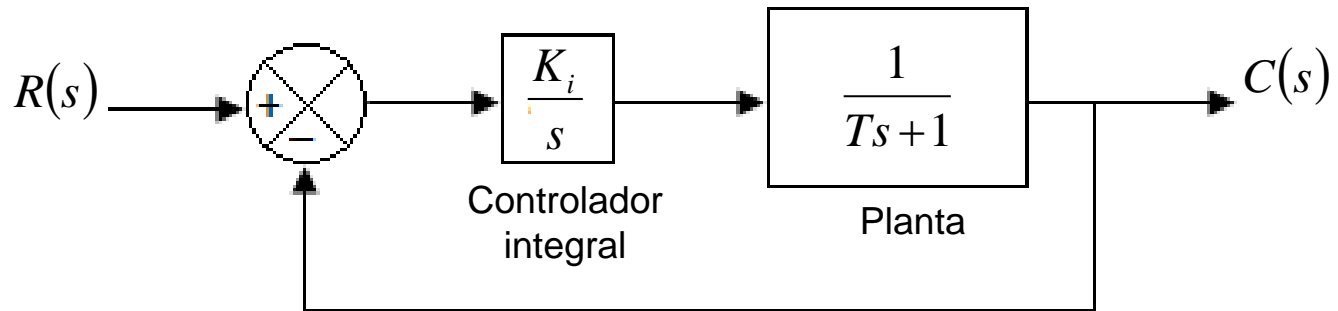 R(s)
+
−
K_i
s
Controlador
integral
1
Ts+1
Planta
C(s)